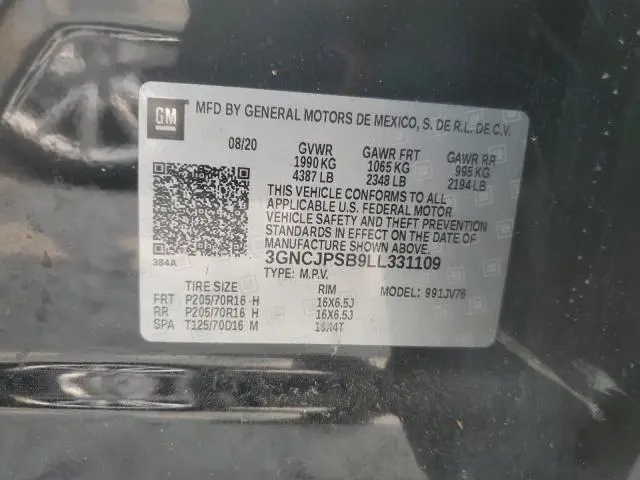 GM
MFD BY GENERAL MOTORS DE MEXICO, S. DE R.L. DE C.V.
08/20 GVWR GAWR FRT GAWR RR
1990 KG 1065 KG 995 KG
4387 LB 2348 LB 2194 LB
THIS VEHICLE CONFORMS TO ALL
APPLICABLE U.S. FEDERAL MOTOR
VEHICLE SAFETY AND THEFT PREVENTION
STANDARDS IN EFFECT ON THE DATE OF
MANUFACTURE SHOWN ABOVE.
384A
3GNCJPSB9LL331109
TYPE: M.P.V.
TIRE SIZE RIM MODEL: 991JV76
FRT P205/70R16 H 16X6.5J
RR P205/70R16 H 16X6.5J
SPA T125/70D16 M 16X4T